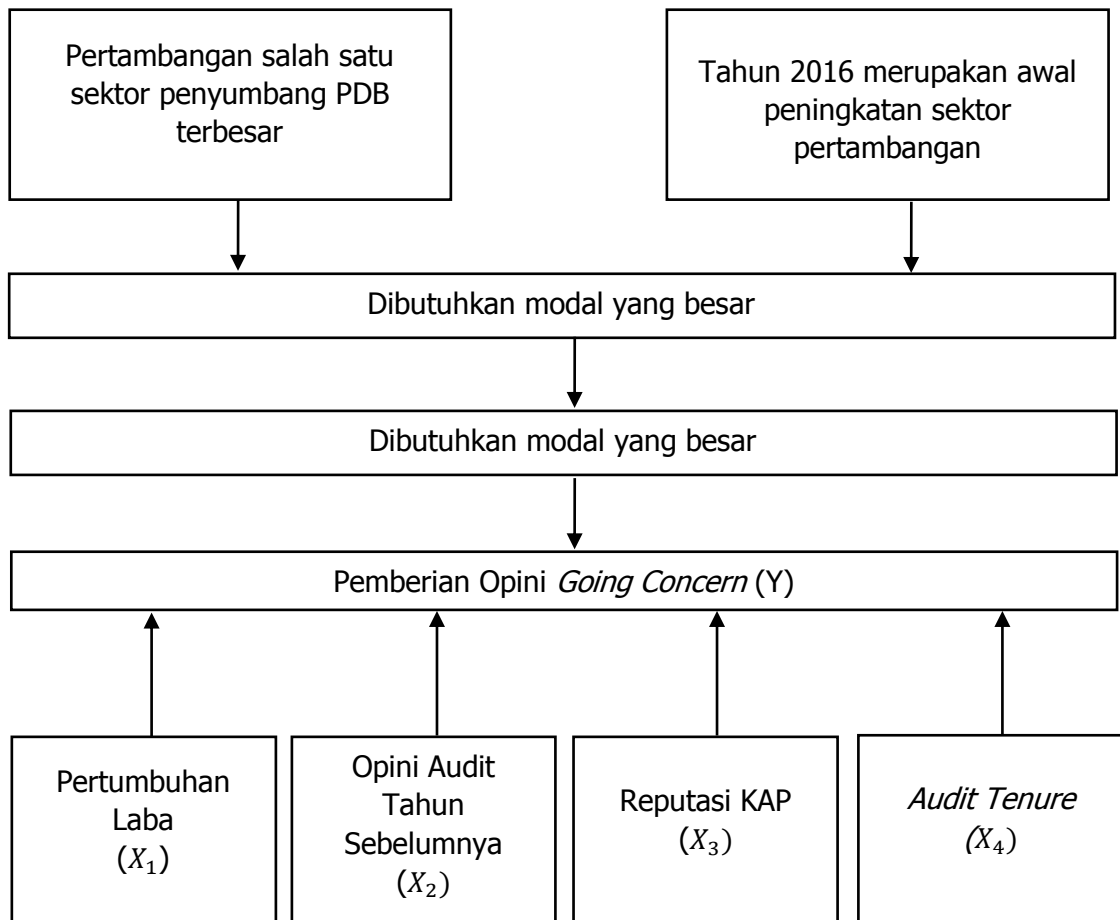 Pertambangan salah satu
sektor penyumbang PDB
terbesar
Tahun 2016 merupakan awal
peningkatan sektor
pertambangan
Dibutuhkan modal yang besar
Dibutuhkan modal yang besar
Pemberian Opini Going Concern (Y)
Pertumbuhan
Laba
(X₁)
Opini Audit
Tahun
Sebelumnya
(X₂)
Reputasi KAP
(X₃)
Audit Tenure
(X₄)